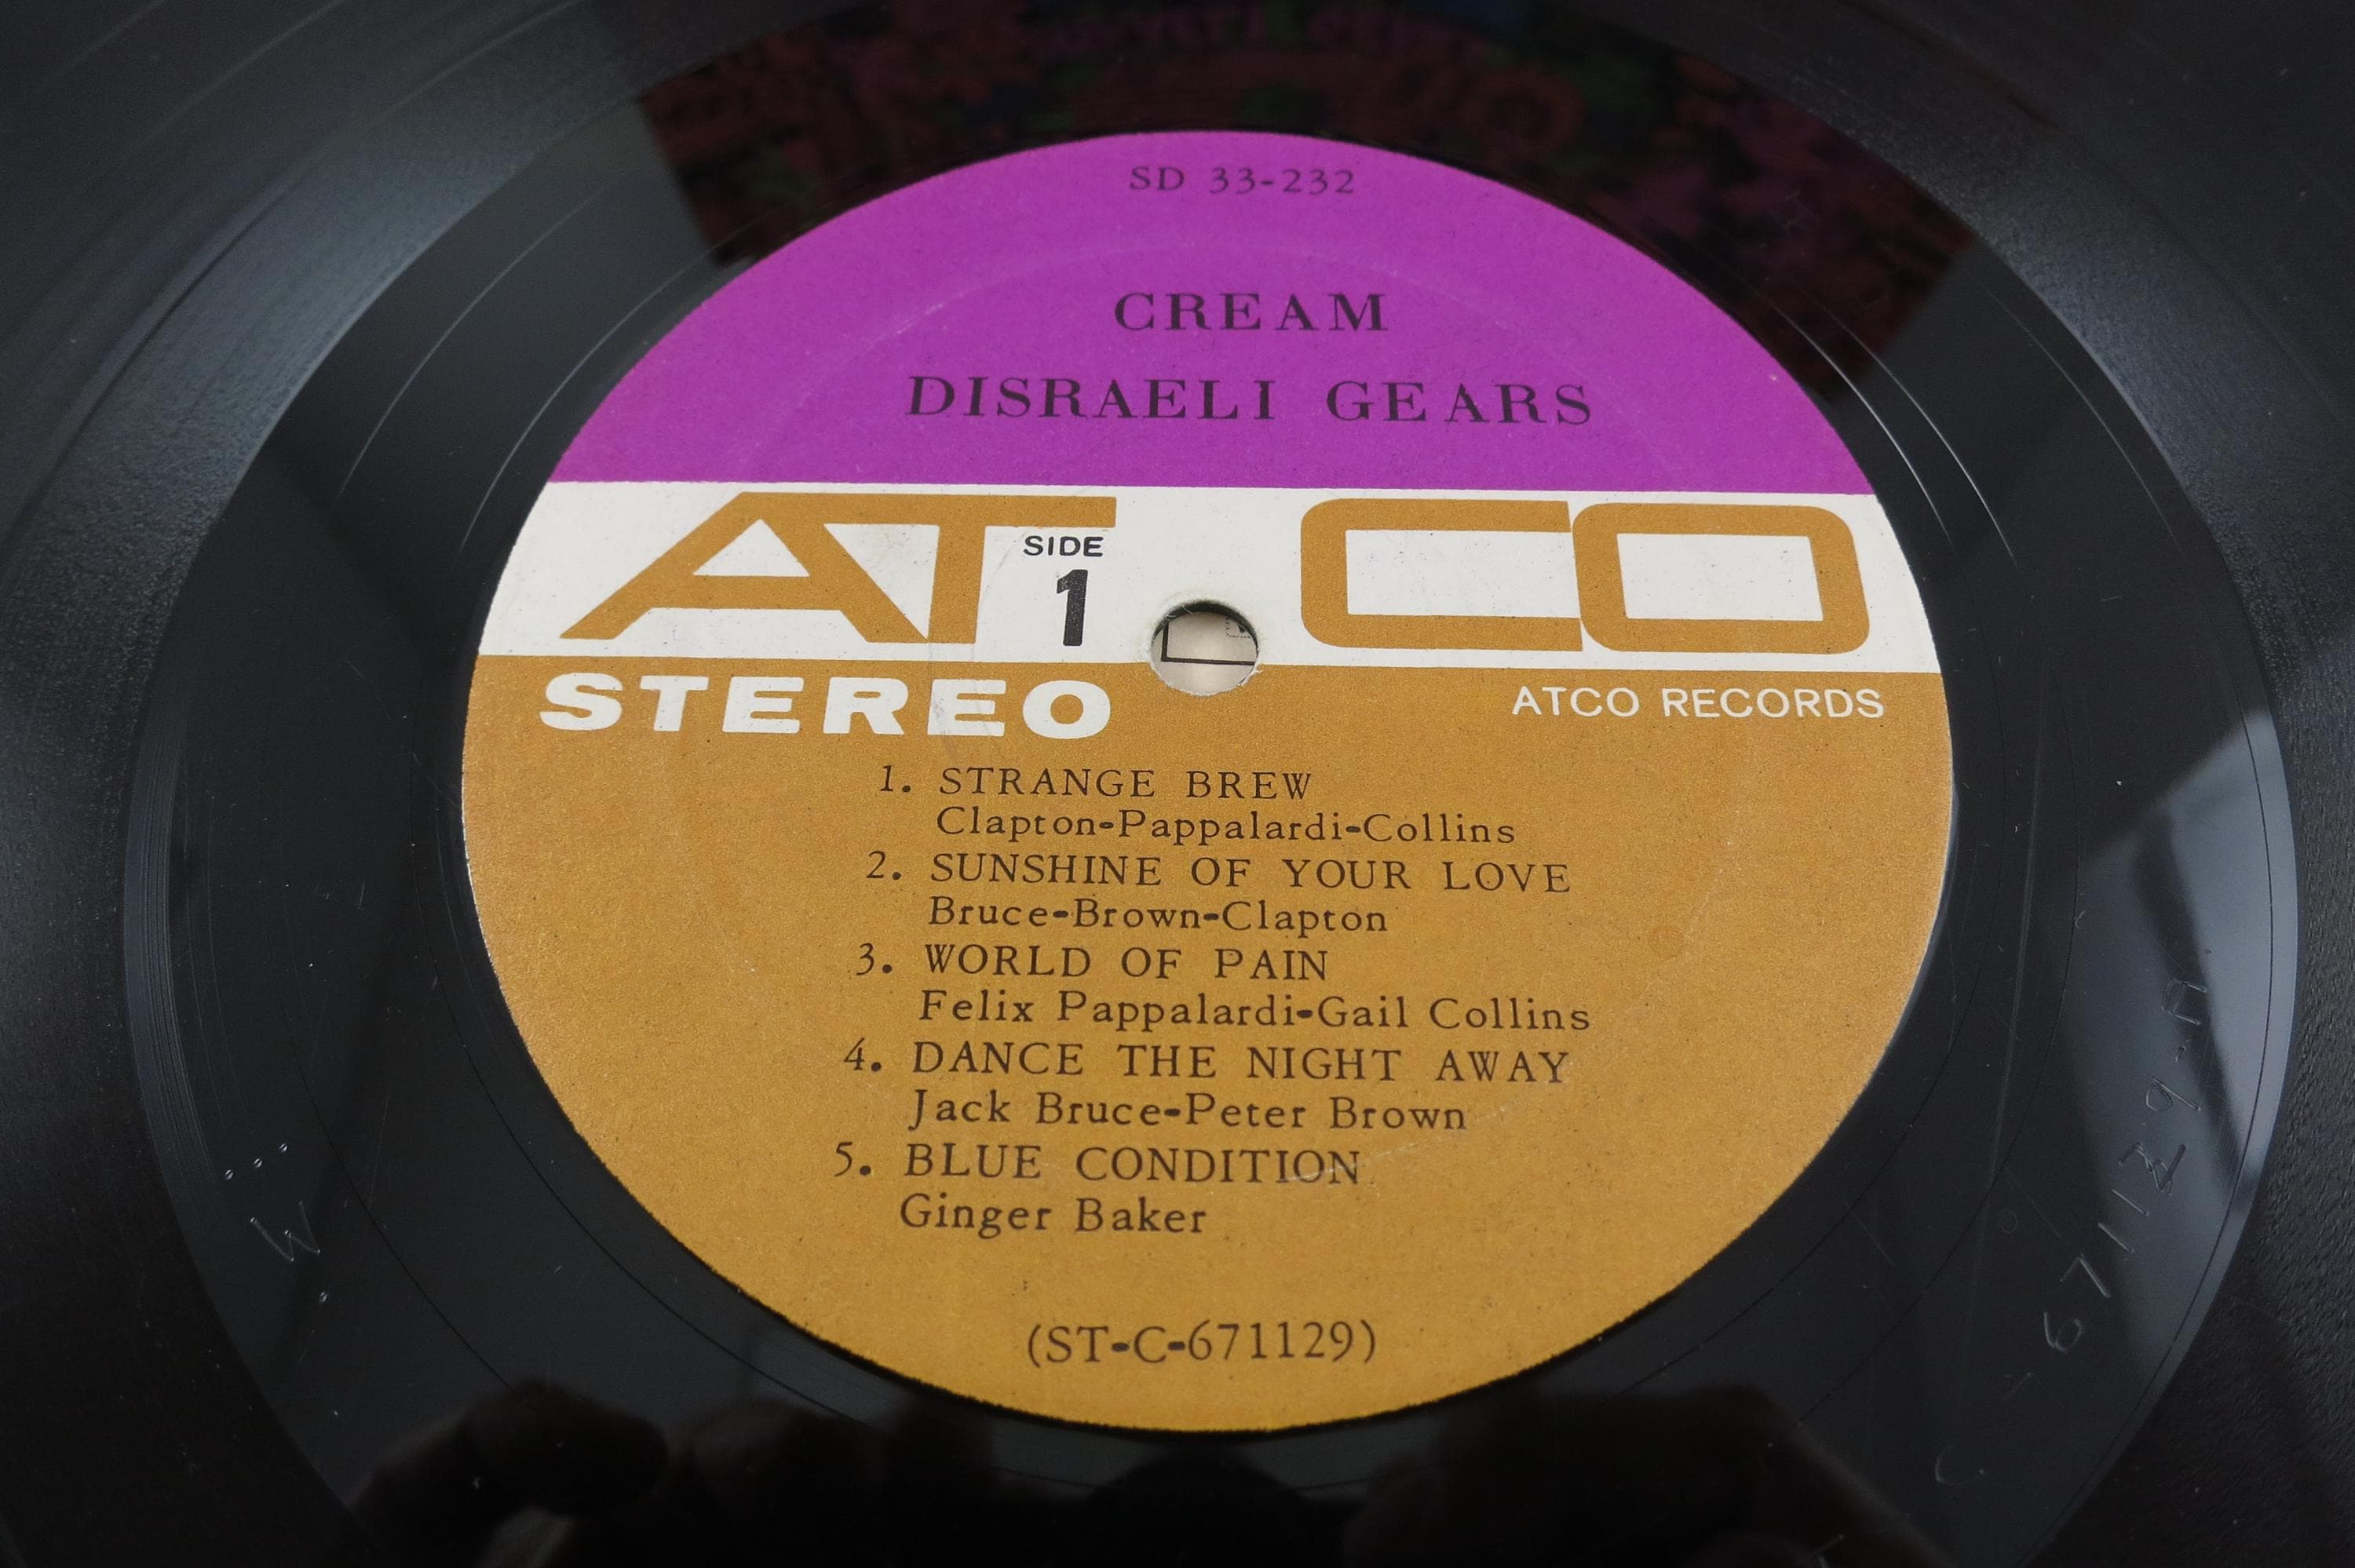 SD 33-232
CREAM
DISRAELI GEARS
ATCO
SIDE
1
STEREO
ATCO RECORDS
1. STRANGE BREW
Clapton-Pappalardi-Collins
2. SUNSHINE OF YOUR LOVE
Bruce-Brown-Clapton
3. WORLD OF PAIN
Felix Pappalardi-Gail Collins
4. DANCE THE NIGHT AWAY
Jack Bruce-Peter Brown
5. BLUE CONDITION
Ginger Baker
(ST-C-671129)